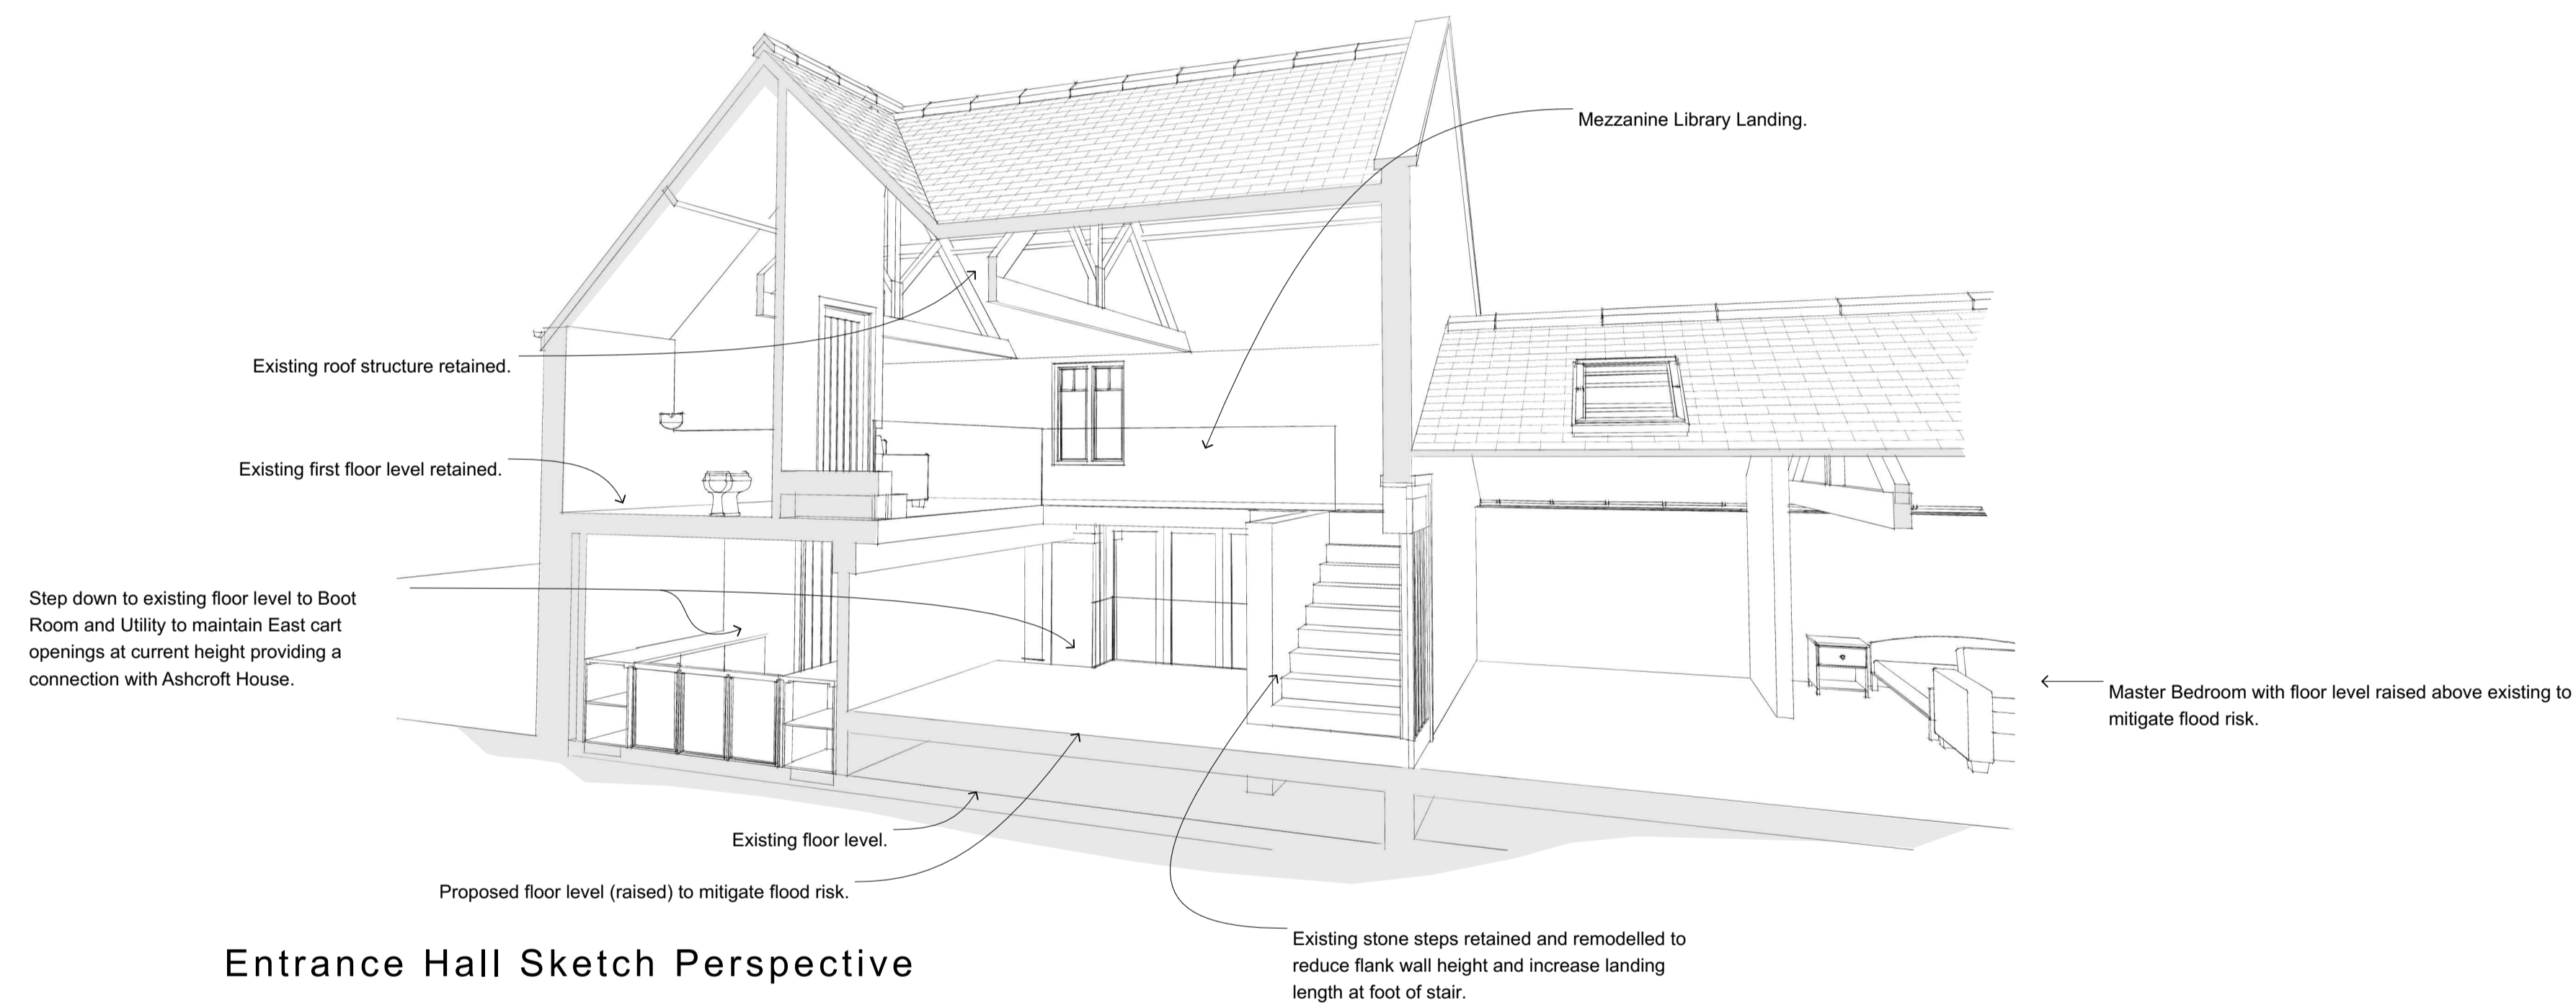 Mezzanine Library Landing.
Existing roof structure retained.
Existing first floor level retained.
Step down to existing floor level to Boot
Room and Utility to maintain East cart
openings at current height providing a
connection with Ashcroft House.
Master Bedroom with floor level raised above existing to
mitigate flood risk.
Existing floor level.
Proposed floor level (raised) to mitigate flood risk.
Existing stone steps retained and remodelled to
reduce flank wall height and increase landing
length at foot of stair.
Entrance Hall Sketch Perspective